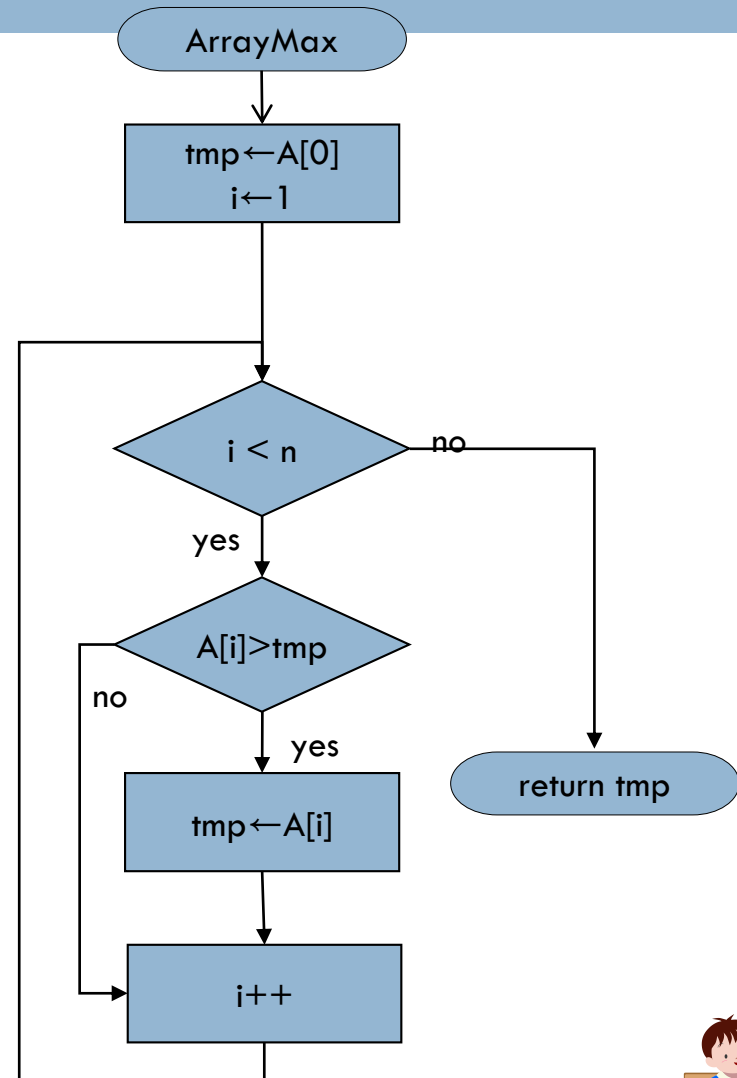 ArrayMax
tmp←A[0]
i←1
i < n
no
yes
A[i]>tmp
no
yes
tmp←A[i]
return tmp
i++